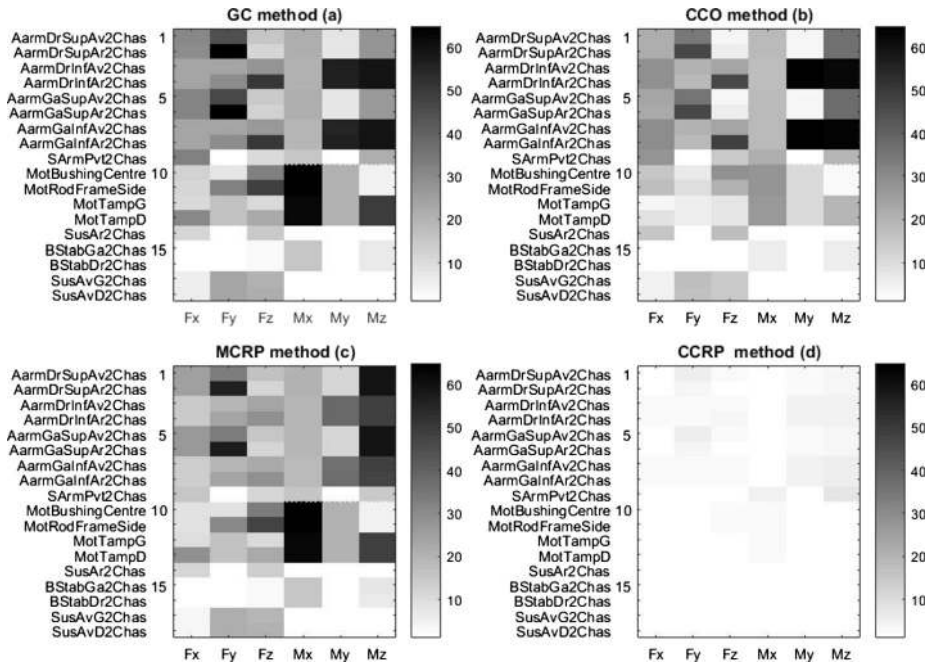 GC method (a)
AarmDrSupAv2Chas 1
AarmDrSupAr2Chas
AarmDrInfAv2Chas
AarmDrInfAr2Chas
AarmGaSupAv2Chas 5
AarmGaSupAr2Chas
AarmGaInfAv2Chas
AarmGaInfAr2Chas
SArmPvt2Chas
MotBushingCentre 10
MotRodFrameSide
MotTampG
MotTampD
SusAr2Chas
BStabGa2Chas 15
BStabDr2Chas
SusAvG2Chas
SusAvD2Chas
Fx Fy Fz Mx My Mz
60
50
40
30
20
10
CCO method (b)
AarmDrSupAv2Chas 1
AarmDrSupAr2Chas
AarmDrInfAv2Chas
AarmDrInfAr2Chas
AarmGaSupAv2Chas 5
AarmGaSupAr2Chas
AarmGaInfAv2Chas
AarmGaInfAr2Chas
SArmPvt2Chas
MotBushingCentre 10
MotRodFrameSide
MotTampG
MotTampD
SusAr2Chas
BStabGa2Chas 15
BStabDr2Chas
SusAvG2Chas
SusAvD2Chas
Fx Fy Fz Mx My Mz
60
50
40
30
20
10
MCRP method (c)
AarmDrSupAv2Chas 1
AarmDrSupAr2Chas
AarmDrInfAv2Chas
AarmDrInfAr2Chas
AarmGaSupAv2Chas 5
AarmGaSupAr2Chas
AarmGaInfAv2Chas
AarmGaInfAr2Chas
SArmPvt2Chas
MotBushingCentre 10
MotRodFrameSide
MotTampG
MotTampD
SusAr2Chas
BStabGa2Chas 15
BStabDr2Chas
SusAvG2Chas
SusAvD2Chas
Fx Fy Fz Mx My Mz
60
50
40
30
20
10
CCRP method (d)
AarmDrSupAv2Chas 1
AarmDrSupAr2Chas
AarmDrInfAv2Chas
AarmDrInfAr2Chas
AarmGaSupAv2Chas 5
AarmGaSupAr2Chas
AarmGaInfAv2Chas
AarmGaInfAr2Chas
SArmPvt2Chas
MotBushingCentre 10
MotRodFrameSide
MotTampG
MotTampD
SusAr2Chas
BStabGa2Chas 15
BStabDr2Chas
SusAvG2Chas
SusAvD2Chas
Fx Fy Fz Mx My Mz
60
50
40
30
20
10